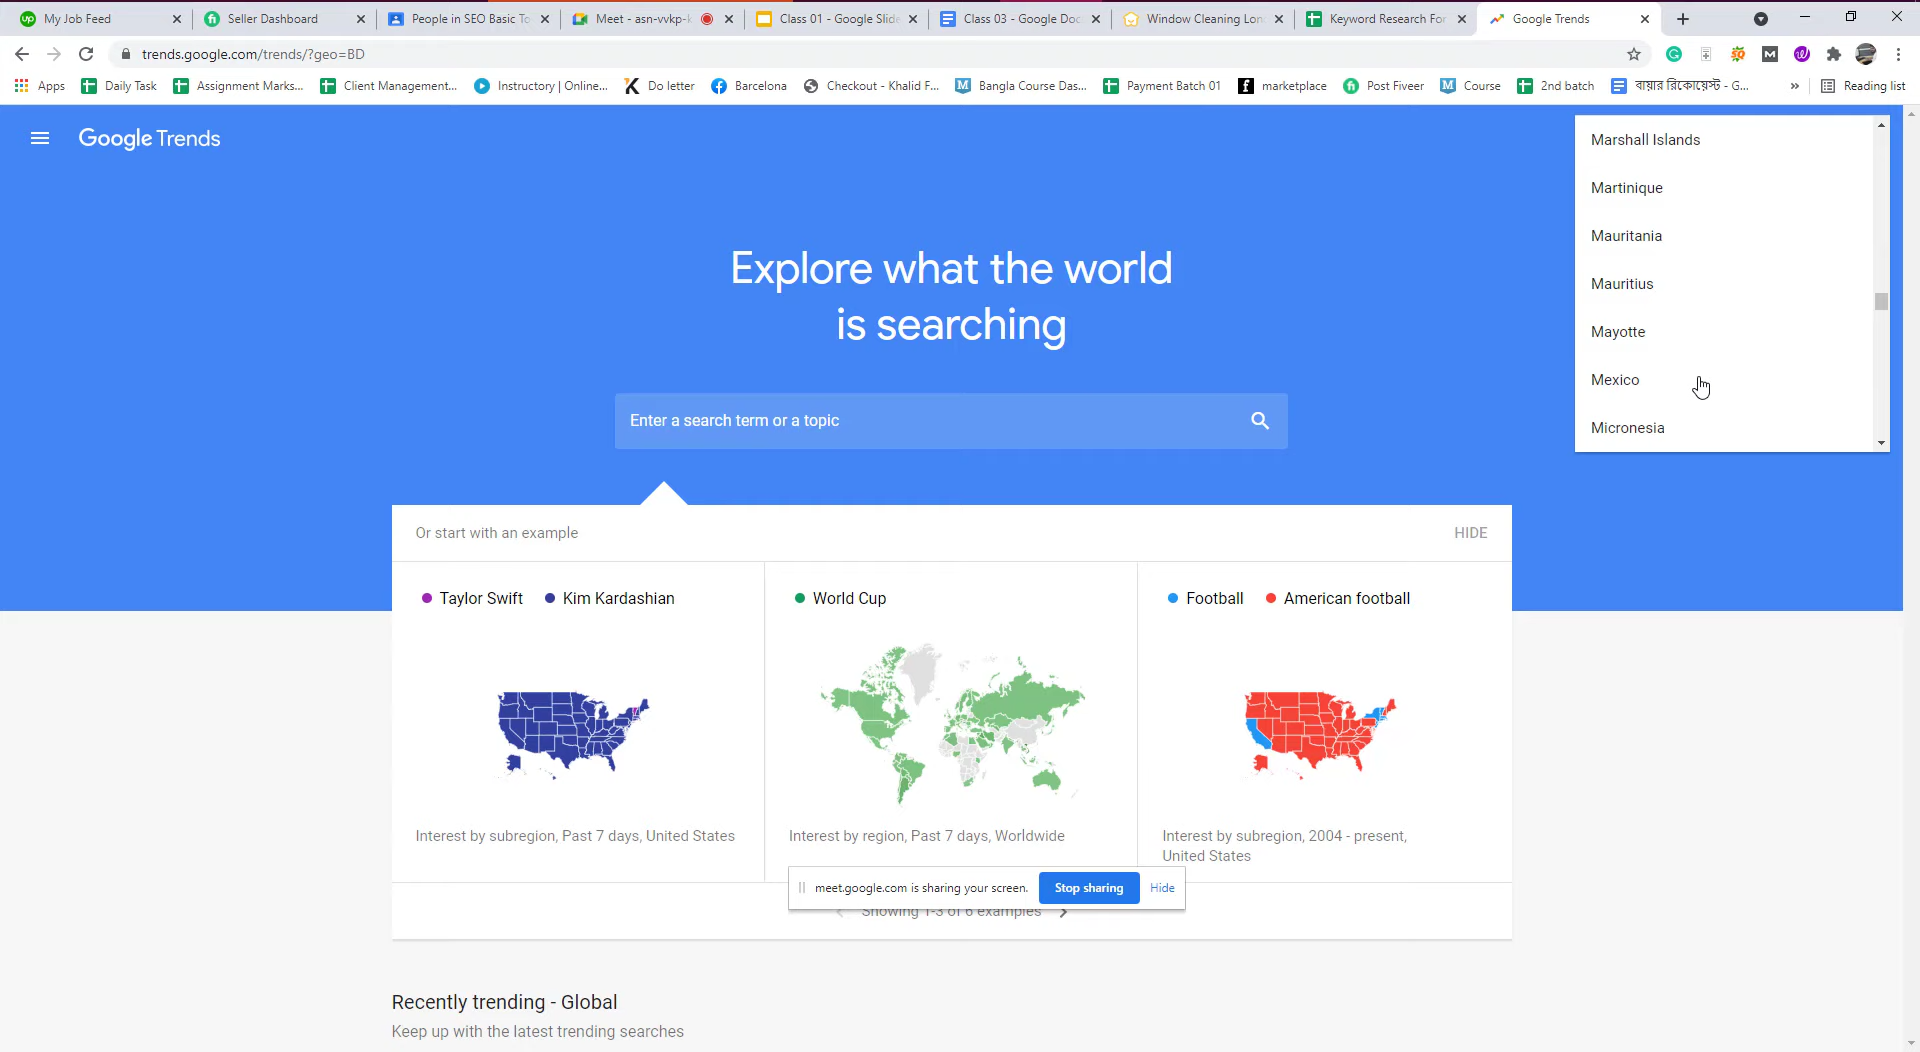 My Job Feed
Seller Dashboard
People in SEO Basic To
Meet - asn-vvkp-k
Class 01 - Google Slide
Class 03 - Google Doc
Window Cleaning Lon
Keyword Research For
Google Trends
trends.google.com/trends/?geo=BD
Apps
Daily Task
Assignment Marks...
Client Management...
Instructory | Online...
Do letter
Barcelona
Checkout - Khalid F...
Bangla Course Das...
Payment Batch 01
marketplace
Post Fiveer
Course
2nd batch
বায়ার রিকোয়েস্ট - G...
Reading list
Google Trends
Marshall Islands
Martinique
Mauritania
Mauritius
Mayotte
Mexico
Micronesia
Explore what the world
is searching
Enter a search term or a topic
Or start with an example
HIDE
Taylor Swift
Kim Kardashian
World Cup
Football
American football
Interest by subregion, Past 7 days, United States
Interest by region, Past 7 days, Worldwide
Interest by subregion, 2004 - present,
United States
meet.google.com is sharing your screen.
Stop sharing
Hide
Showing 1-3 of 6 examples
Recently trending - Global
Keep up with the latest trending searches